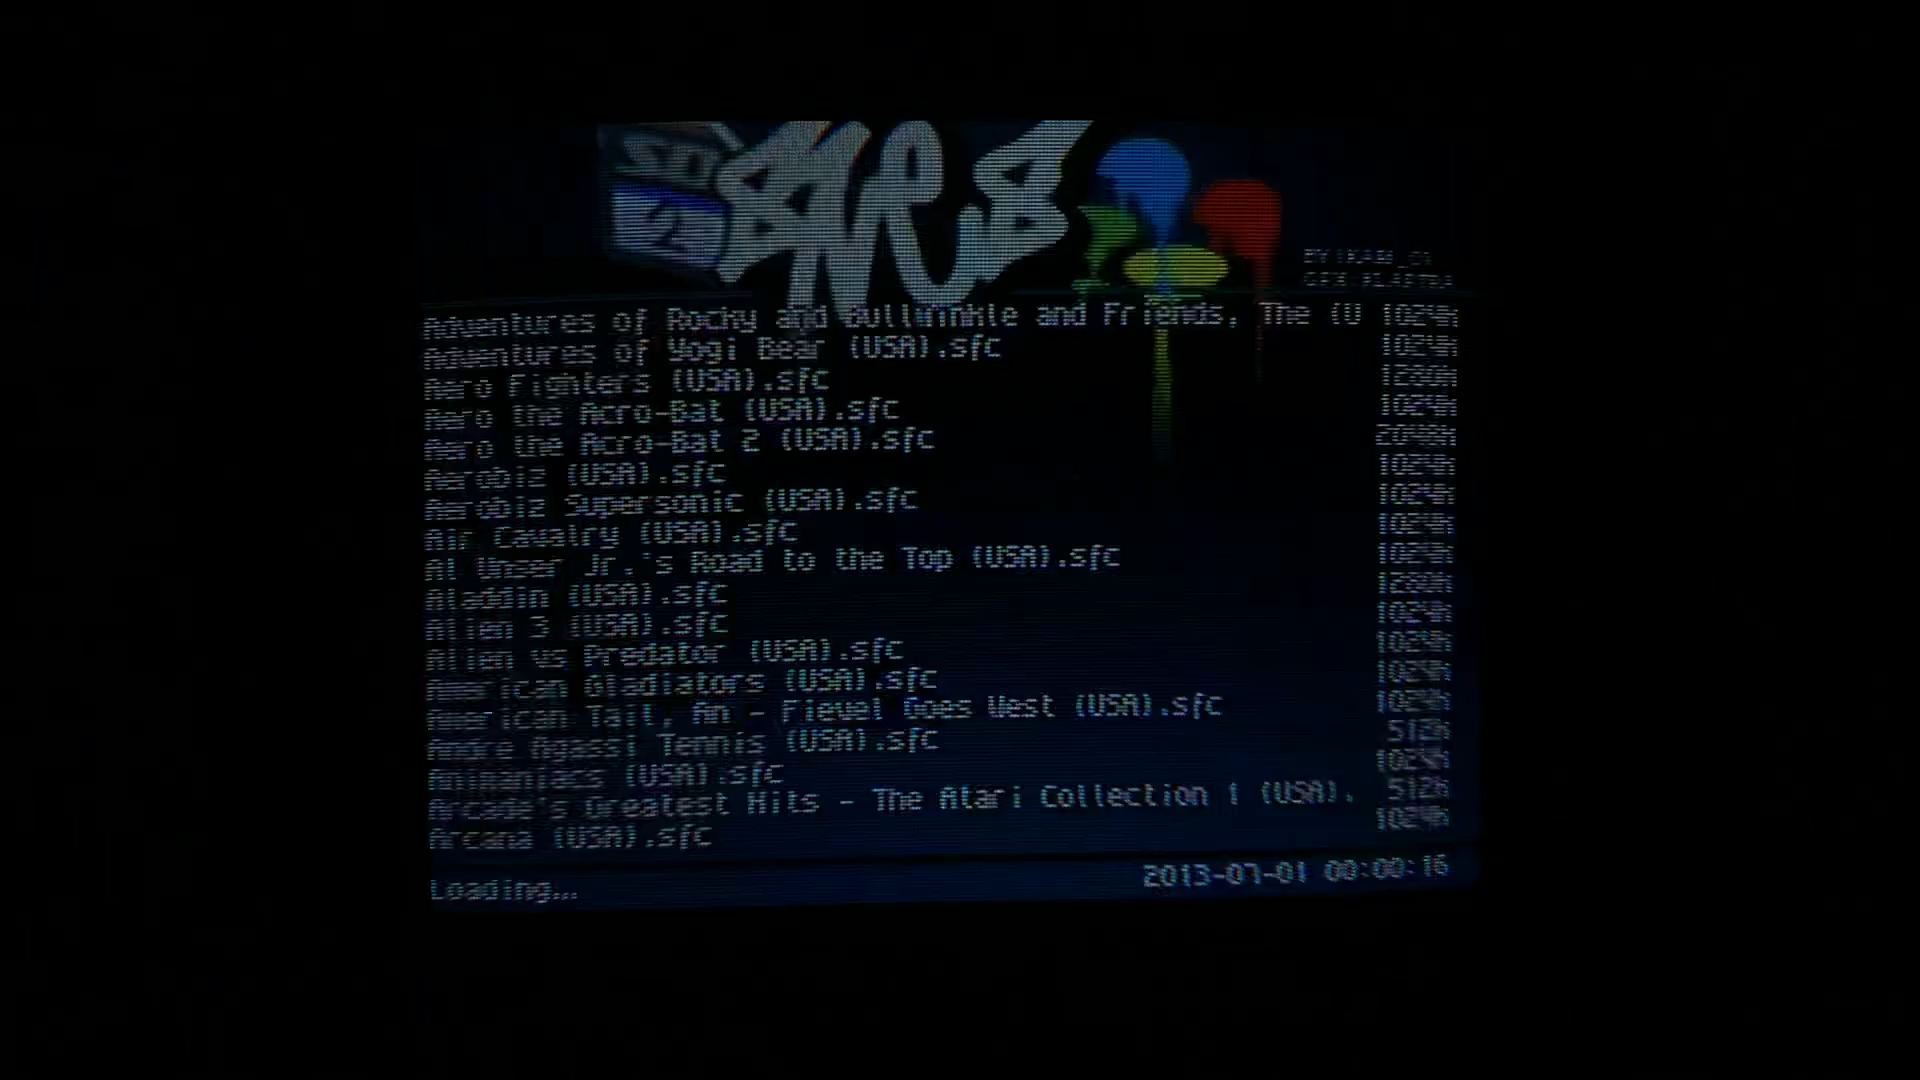 SD
2
SNES
BY IKARI_01
Adventures of Rocky and Bullwinkle and Friends, The (U 1024k
Adventures of Yogi Bear (USA).sfc 1024k
Aero Fighters (USA).sfc 1280k
Aero the Acro-Bat (USA).sfc 1024k
Aero the Acro-Bat 2 (USA).sfc 2048k
Aerobiz (USA).sfc 1024k
Aerobiz Supersonic (USA).sfc 1024k
Air Cavalry (USA).sfc 1024k
Al Unser Jr.'s Road to the Top (USA).sfc 1024k
Aladdin (USA).sfc 1280k
Alien 3 (USA).sfc 1024k
Alien vs Predator (USA).sfc 1024k
American Gladiators (USA).sfc 1024k
American Tail, An - Fievel Goes West (USA).sfc 1024k
Andre Agassi Tennis (USA).sfc 512k
Animaniacs (USA).sfc 1024k
Arcade's Greatest Hits - The Atari Collection 1 (USA). 512k
Arcana (USA).sfc 1024k
Loading... 2013-07-01 00:00:16